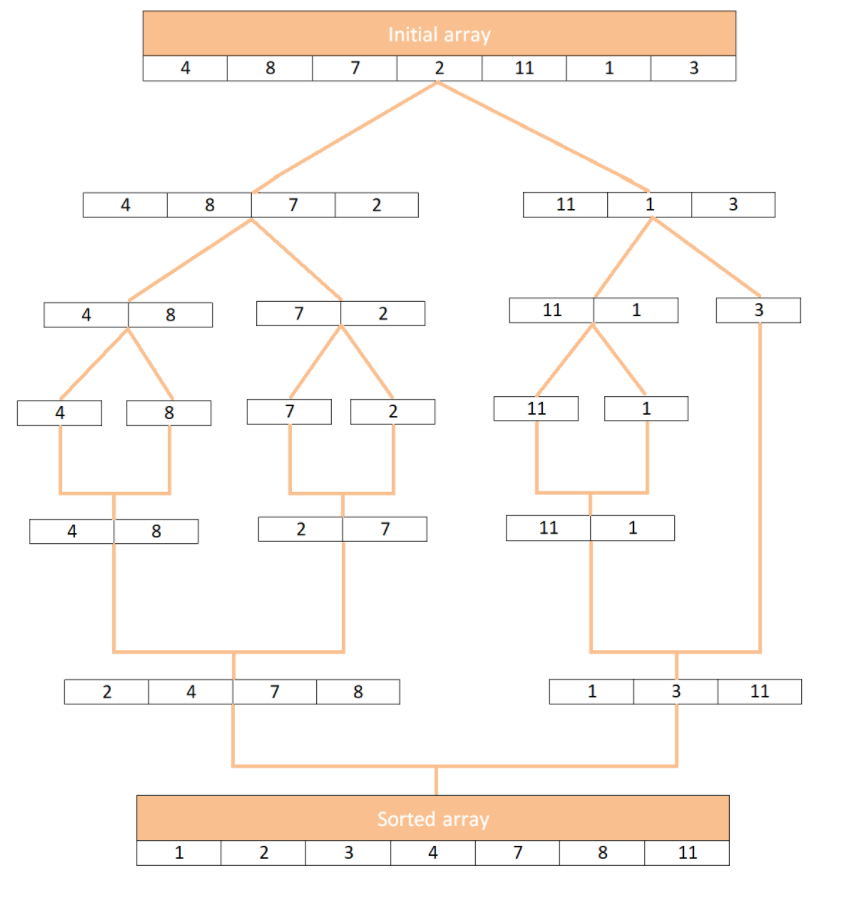 Initial array
4 8 7 2 11 1 3
4 8 7 2 11 1 3
4 8 7 2 11 1 3
4 8 7 2 11 1
4 8 2 7 11 1
2 4 7 8 1 3 11
Sorted array
1 2 3 4 7 8 11